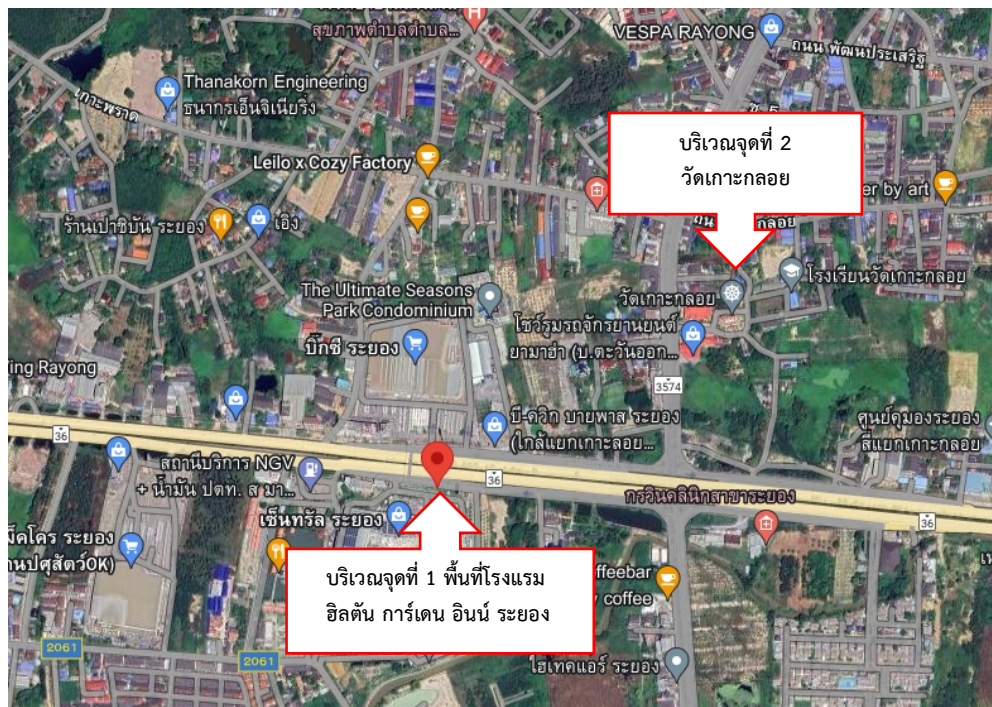 สุขภาพตำบลตำบล...
VESPA RAYONG
ถนน พัฒนประเสริฐ
Thanakorn Engineering
ธนากรเอ็นจิเนียริ่ง
เกาะพราด
ซ. 5
บริเวณจุดที่ 2
วัดเกาะกลอย
Leilo x Cozy Factory
er by art
ร้านเปาซิบัน ระยอง
เอิง
กลอย
โรงเรียนวัดเกาะกลอย
The Ultimate Seasons
Park Condominium
วัดเกาะกลอย
โชว์รูมรถจักรยานยนต์
ยามาฮ่า (บ.ตะวันออก...
บิ๊กซี ระยอง
ing Rayong
3574
บี-ควิก บายพาส ระยอง
(ใกล้แยกเกาะลอย...
ศูนย์คุมองระยอง
สี่แยกเกาะกลอย
36
สถานีบริการ NGV
+ น้ำมัน ปตท. ส มา...
36
กรวินคลินิกสาขาระยอง
เซ็นทรัล ระยอง
36
ม็คโคร ระยอง
านปศุสัตว์OK)
บริเวณจุดที่ 1 พื้นที่โรงแรม
ฮิลตัน การ์เดน อินน์ ระยอง
ffeebar
y coffee
2061
2061
ไฮเทคแอร์ ระยอง